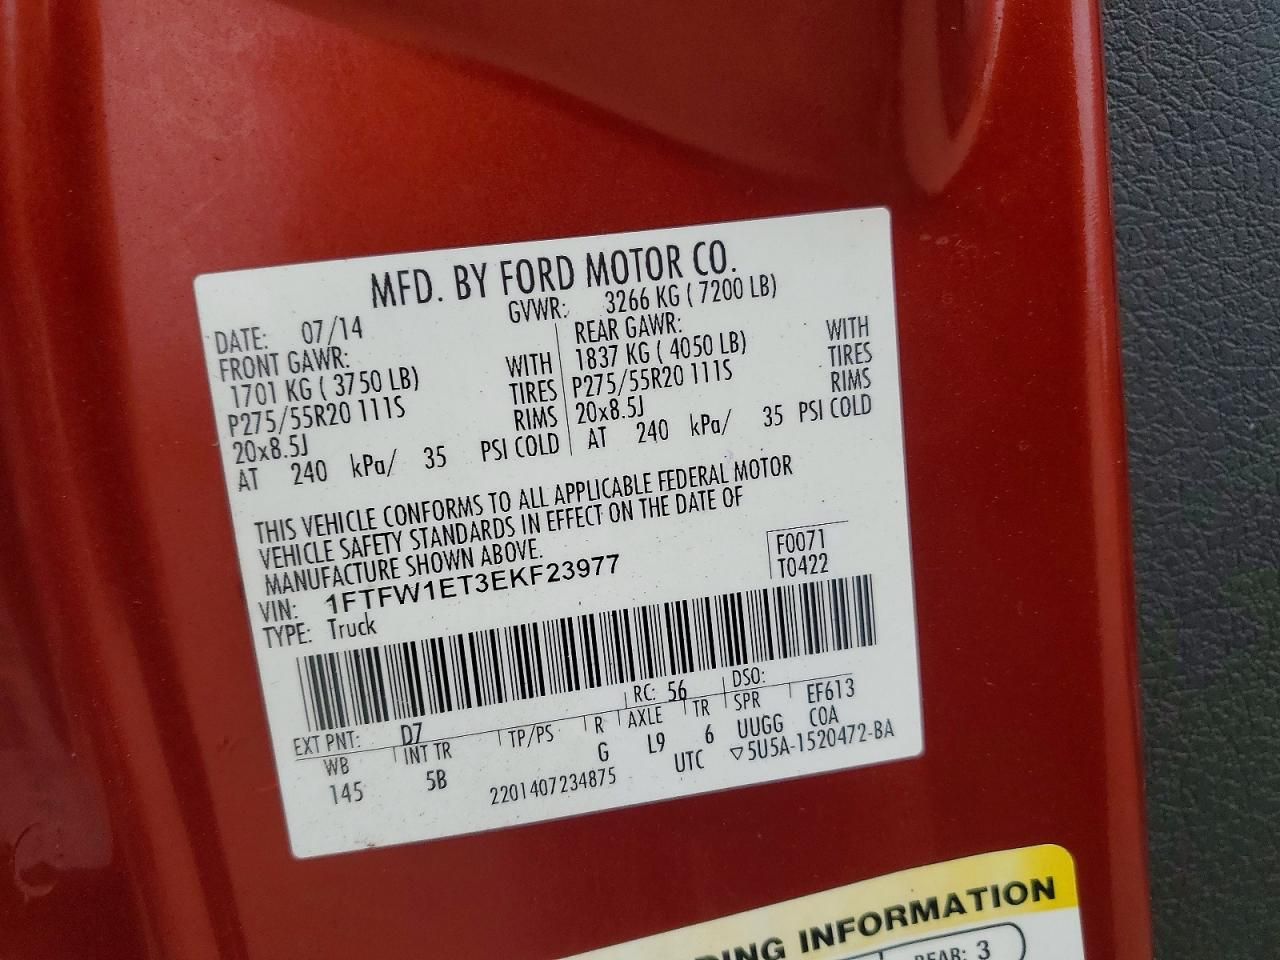 MFD. BY FORD MOTOR CO.
DATE: 07/14 GVWR: 3266 KG ( 7200 LB)
FRONT GAWR: REAR GAWR:
1701 KG ( 3750 LB) WITH 1837 KG ( 4050 LB) WITH
P275/55R20 111S TIRES P275/55R20 111S TIRES
20x8.5J RIMS 20x8.5J RIMS
AT 240 kPa/ 35 PSI COLD AT 240 kPa/ 35 PSI COLD
THIS VEHICLE CONFORMS TO ALL APPLICABLE FEDERAL MOTOR
VEHICLE SAFETY STANDARDS IN EFFECT ON THE DATE OF
MANUFACTURE SHOWN ABOVE.
F0071
VIN: 1FTFW1ET3EKF23977 T0422
TYPE: Truck
EXT PNT: D7 RC: 56 DSO:
WB INT TR TP/PS R AXLE TR SPR EF613
145 5B G L9 6 UUGG COA
2201407234875 UTC ▽5U5A-1520472-BA
INFORMATION
REAR: 3